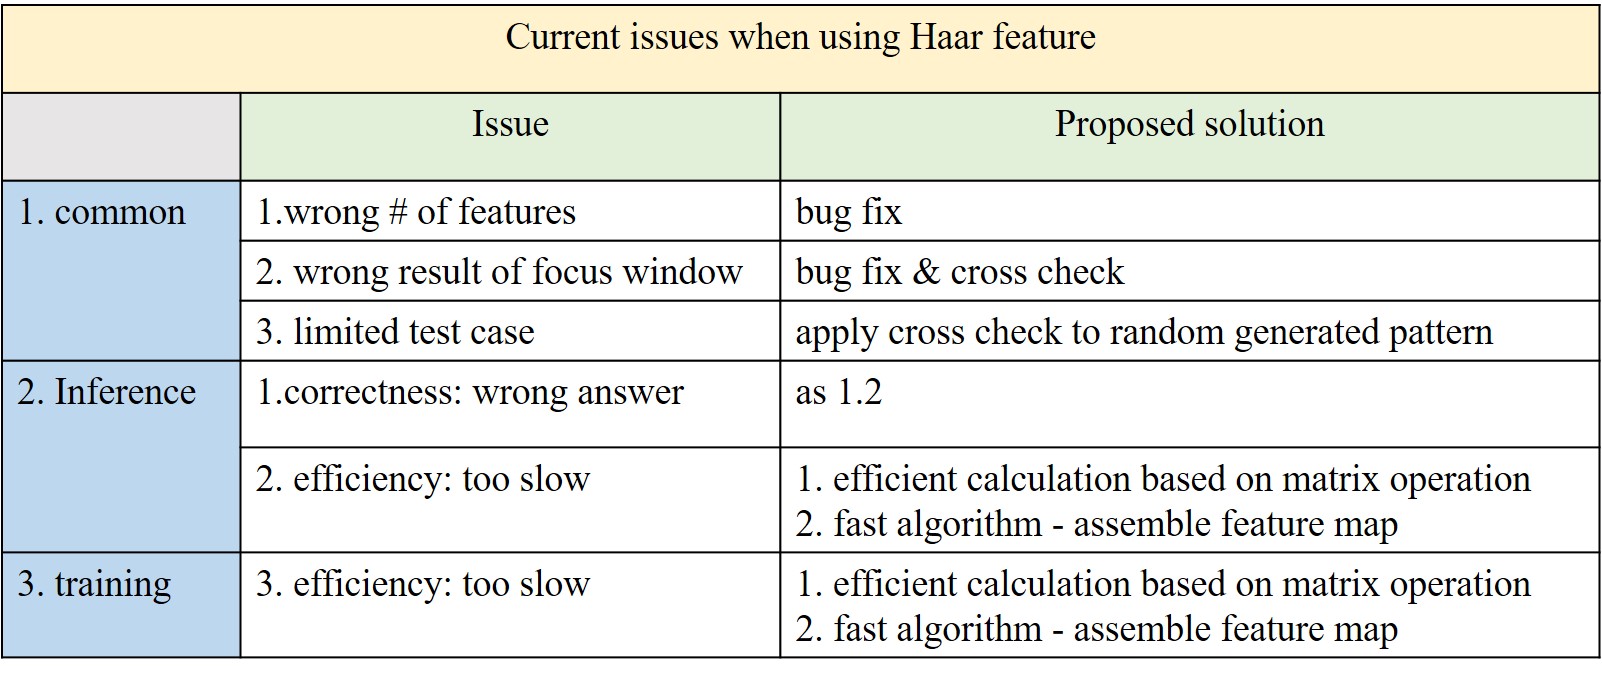 Current issues when using Haar feature
Issue
Proposed solution
1. common
1.wrong # of features
bug fix
2. wrong result of focus window
bug fix & cross check
3. limited test case
apply cross check to random generated pattern
2. Inference
1.correctness: wrong answer
as 1.2
2. efficiency: too slow
1. efficient calculation based on matrix operation
2. fast algorithm - assemble feature map
3. training
3. efficiency: too slow
1. efficient calculation based on matrix operation
2. fast algorithm - assemble feature map